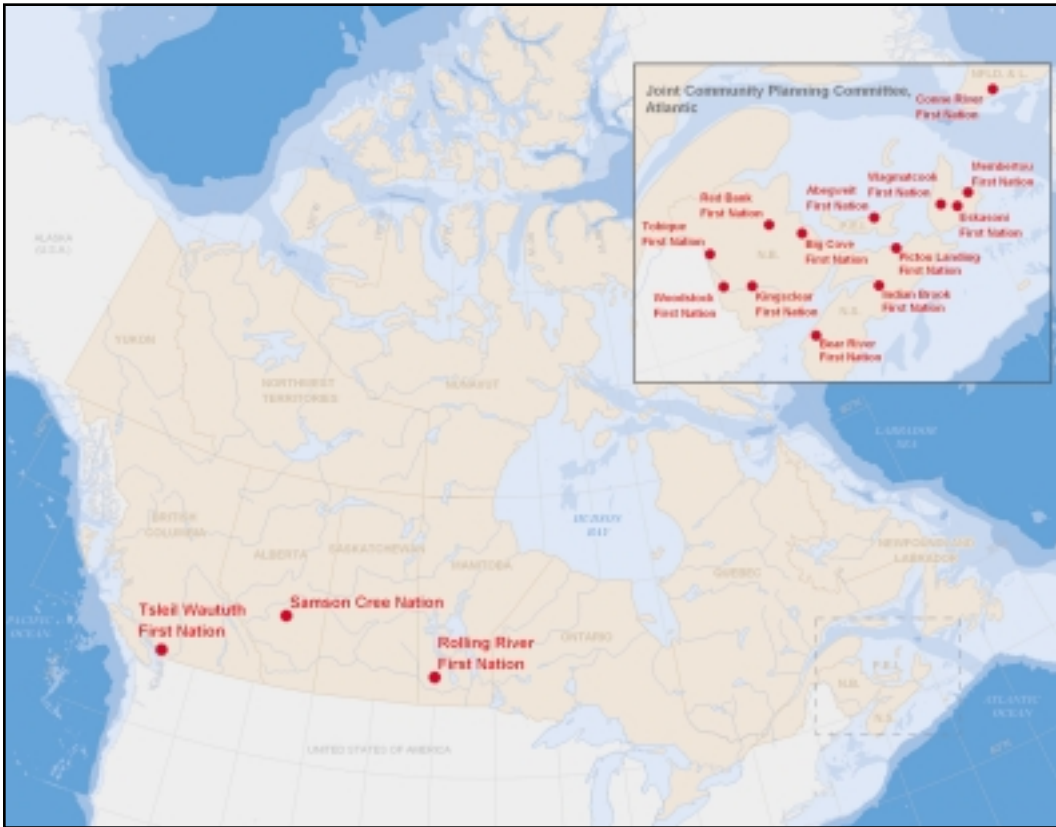 Joint Community Planning Committee,
Atlantic
NFLD. & L.
Conne River
First Nation
Membertou
First Nation
Wagmatcook
First Nation
Abegweit
First Nation
Eskasoni
First Nation
Red Bank
First Nation
P.E.I.
Big Cove
First Nation
Tobique
First Nation
N.B.
Pictou Landing
First Nation
Woodstock
First Nation
Kingsclear
First Nation
Indian Brook
First Nation
N.S.
Bear River
First Nation
ALASKA
(U.S.A.)
YUKON
NORTHWEST
TERRITORIES
NUNAVUT
LABRADOR
SEA
HUDSON
BAY
BRITISH
COLUMBIA
ALBERTA
SASKATCHEWAN
MANITOBA
ONTARIO
QUEBEC
NEWFOUNDLAND
LABRADOR
PACIFIC
OCEAN
Tsleil Waututh
First Nation
Samson Cree Nation
Rolling River
First Nation
P.E.I.
N.B.
N.S.
ATLANTIC
OCEAN
UNITED STATES OF AMERICA